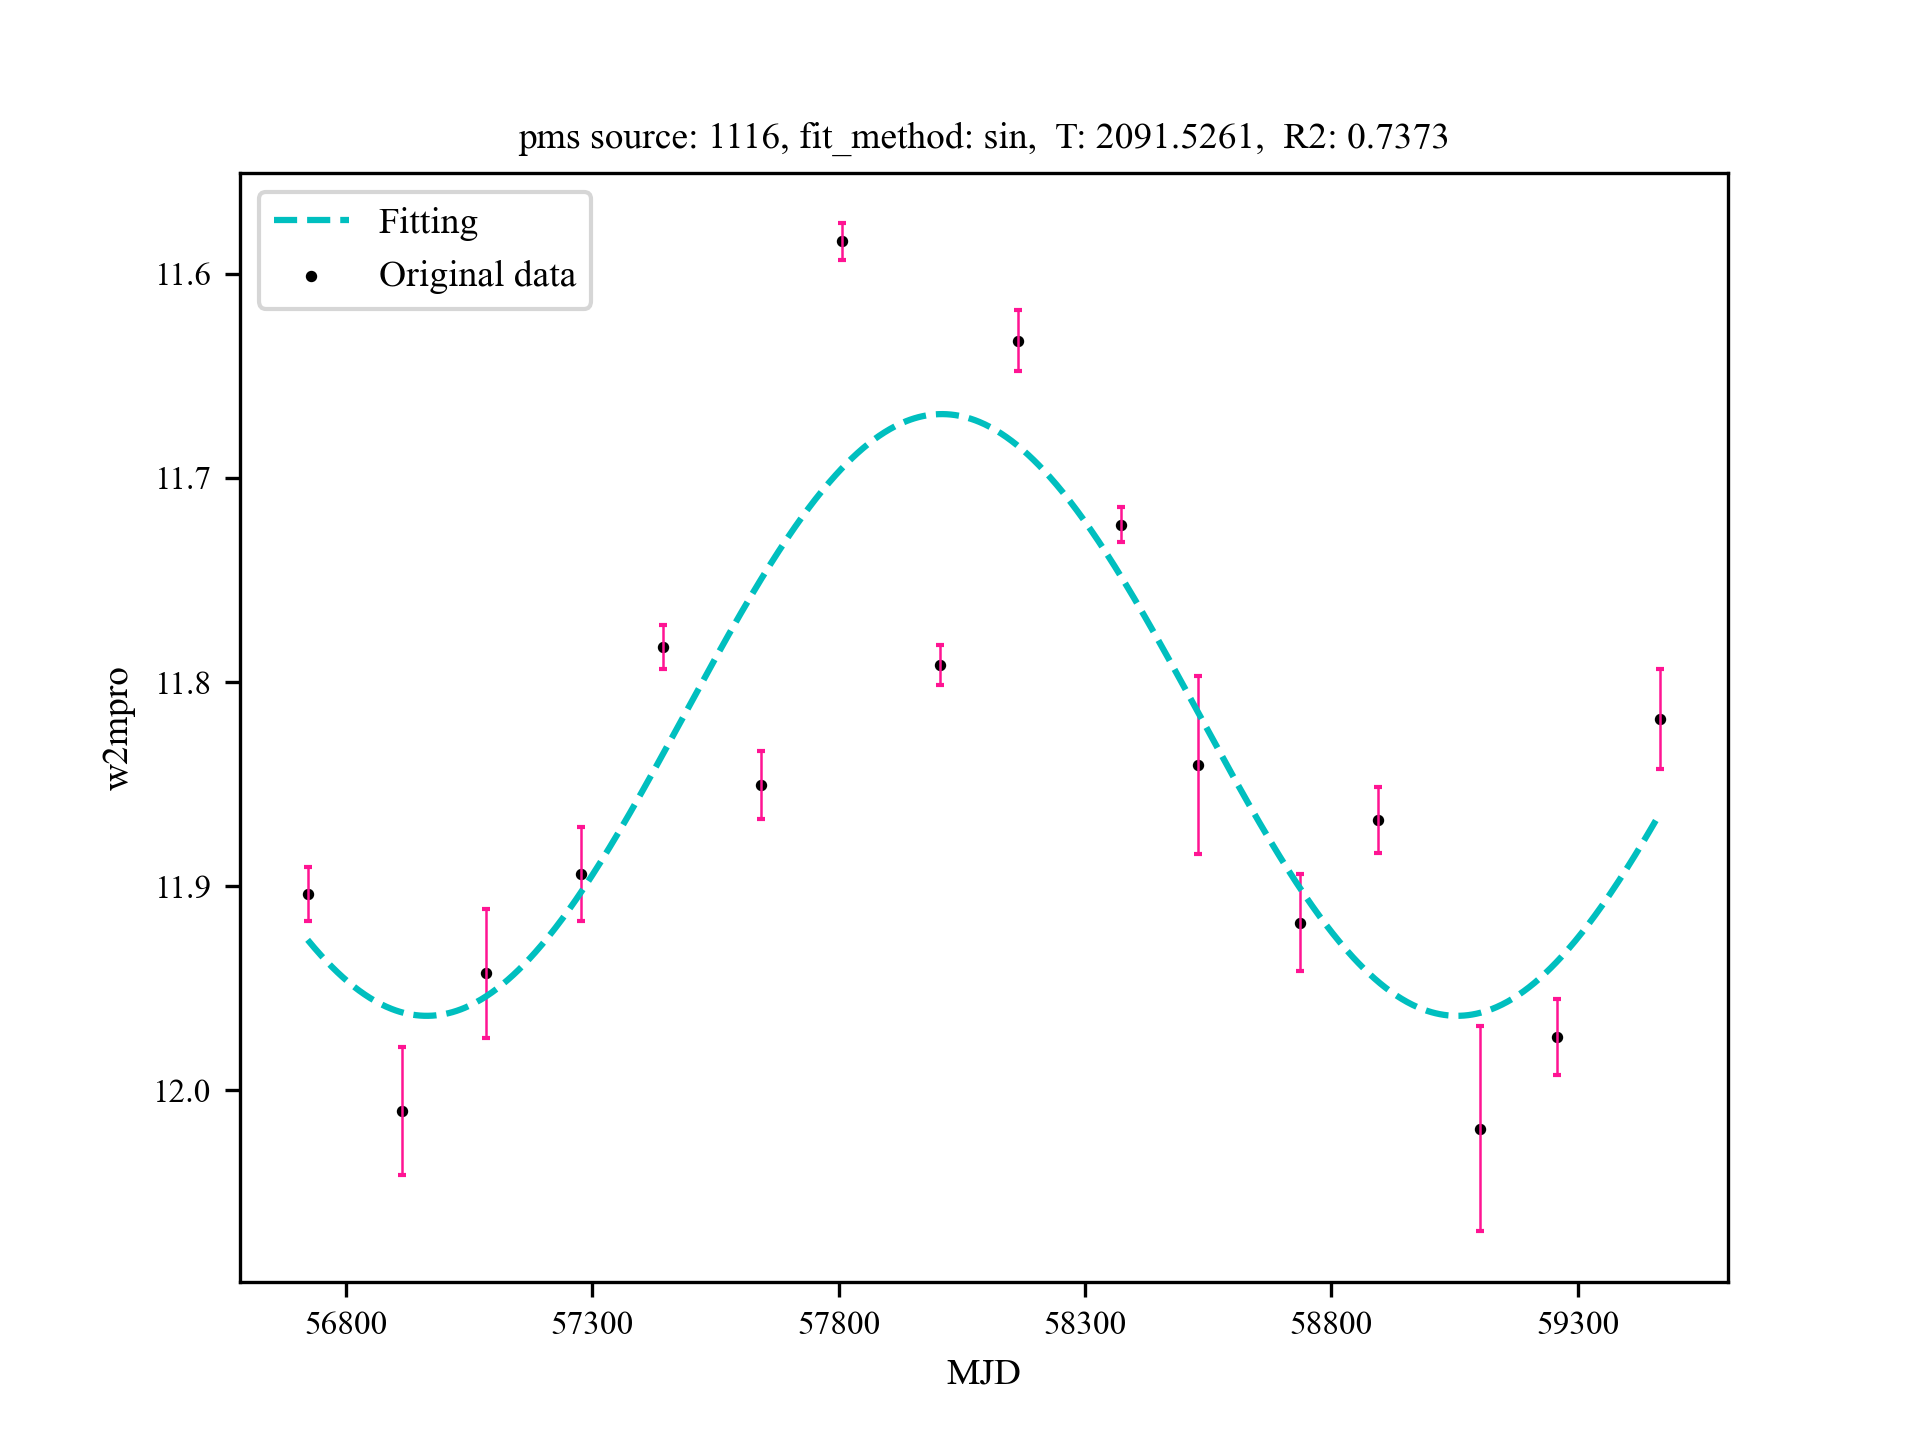 pms source: 1116, fit_method: sin,  T: 2091.5261,  R2: 0.7373
Fitting
Original data
11.6
11.7
11.8
11.9
12.0
w2mpro
56800 57300 57800 58300 58800 59300
MJD